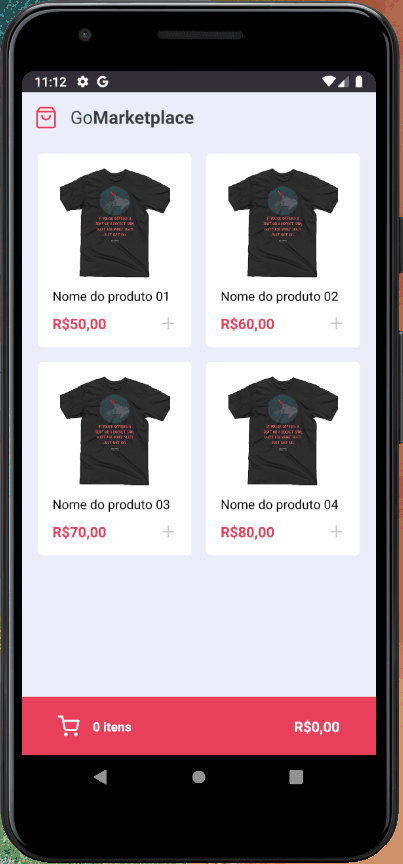 11:12
GoMarketplace
Nome do produto 01
R$50,00
Nome do produto 02
R$60,00
Nome do produto 03
R$70,00
Nome do produto 04
R$80,00
0 itens
R$0,00